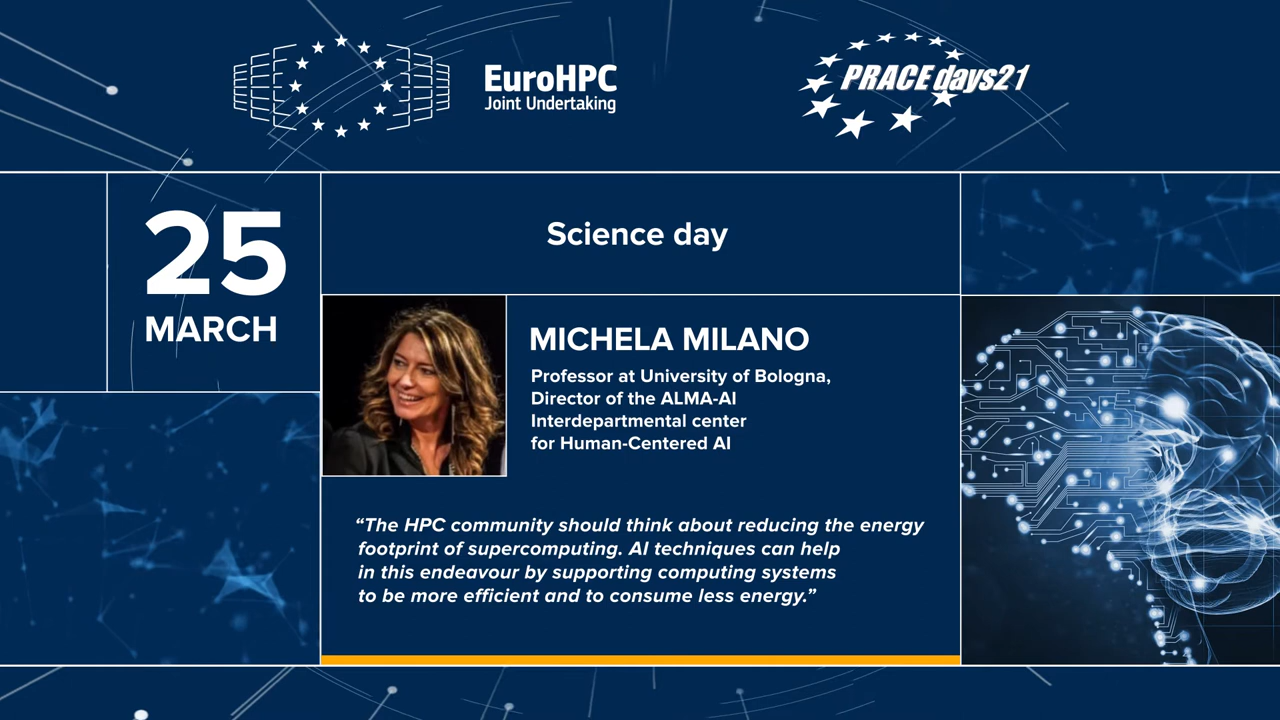 EuroHPC
Joint Undertaking
PRACE days21
25
MARCH
Science day
MICHELA MILANO
Professor at University of Bologna,
Director of the ALMA-AI
Interdepartmental center
for Human-Centered AI
“The HPC community should think about reducing the energy
footprint of supercomputing. AI techniques can help
in this endeavour by supporting computing systems
to be more efficient and to consume less energy.”